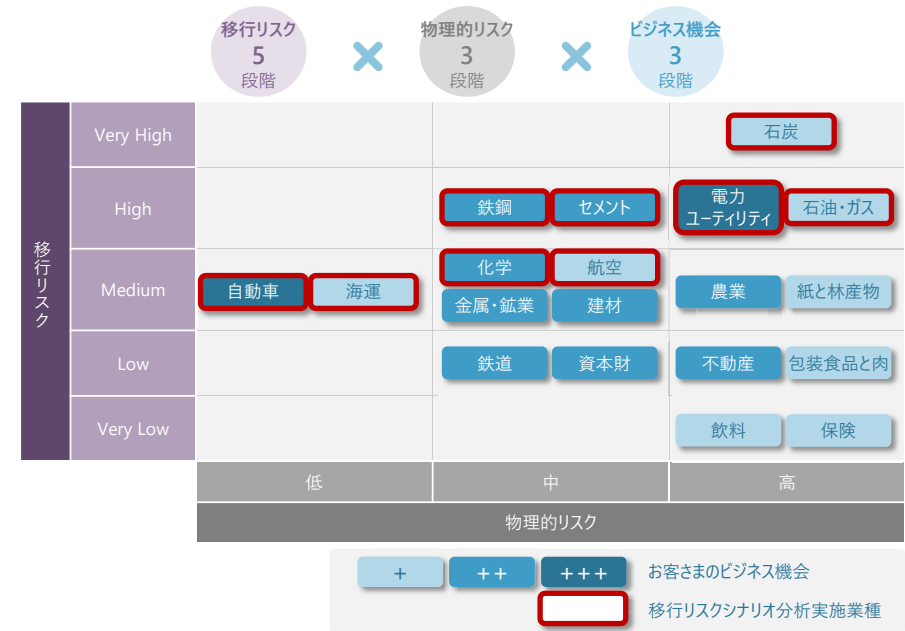 移行リスク
5
段階
×
物理的リスク
3
段階
×
ビジネス機会
3
段階
移行リスク
Very High
石炭
High
鉄鋼
セメント
電力
ユーティリティ
石油・ガス
Medium
自動車
海運
化学
航空
金属・鉱業
建材
農業
紙と林産物
Low
鉄道
資本財
不動産
包装食品と肉
Very Low
飲料
保険
低
中
高
物理的リスク
+
++
+++
お客さまのビジネス機会
移行リスクシナリオ分析実施業種